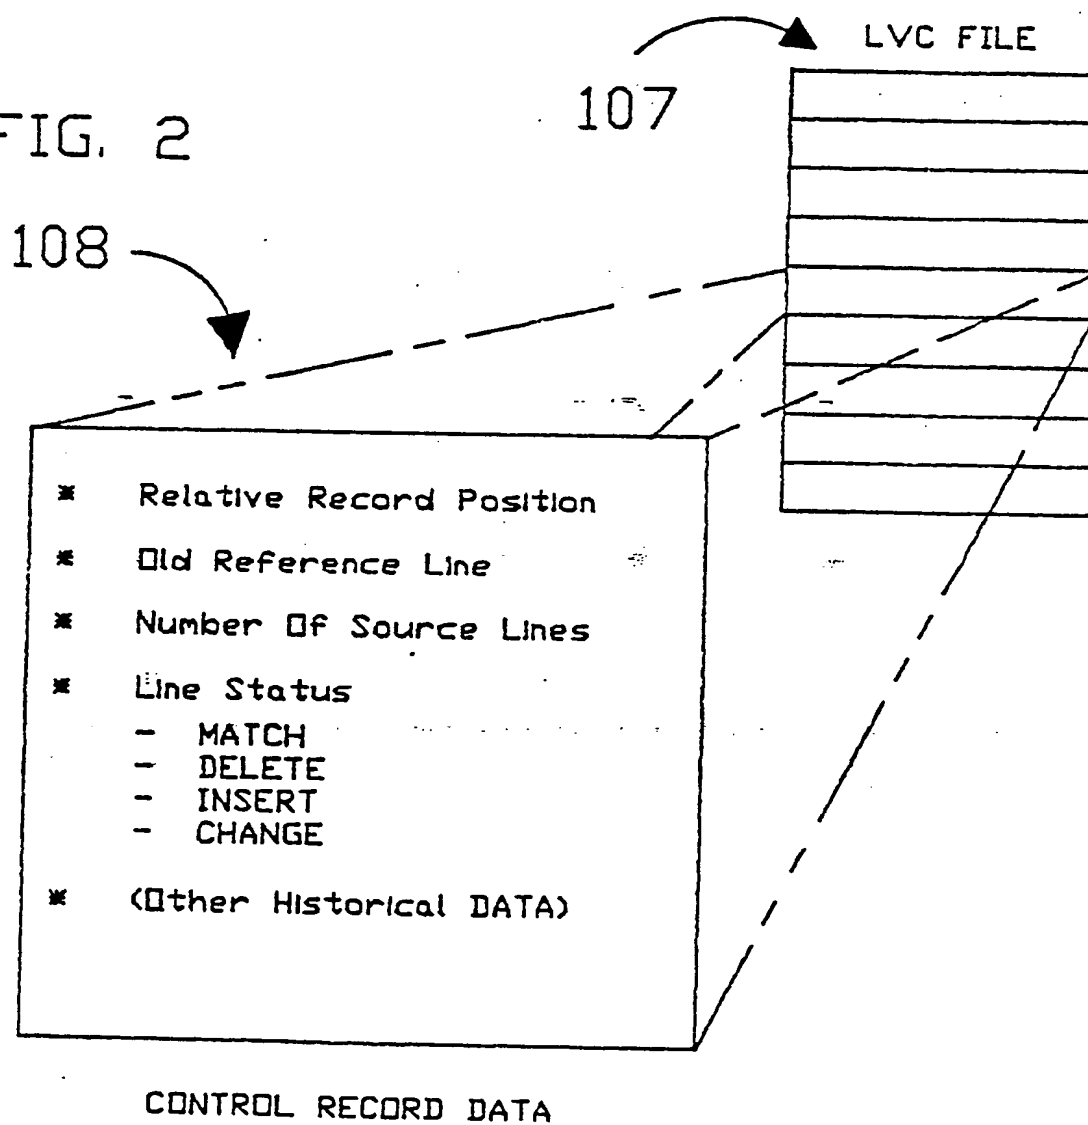 LVC FILE
107
FIG. 2
108
* Relative Record Position
* Old Reference Line
* Number Of Source Lines
* Line Status
- MATCH
- DELETE
- INSERT
- CHANGE
* (Other Historical DATA)
CONTROL RECORD DATA